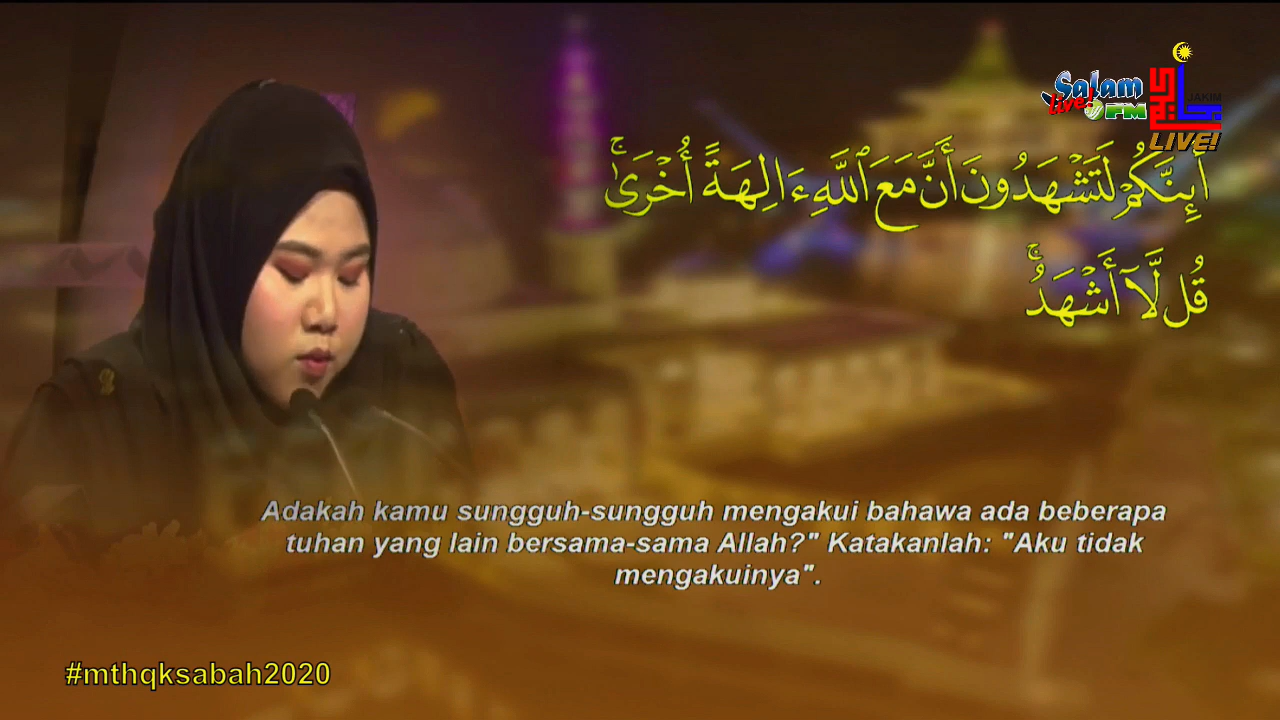 Salam
live!
FM
JAKIM
LIVE!
أَئِنَّكُمْ لَتَشْهَدُونَ أَنَّ مَعَ ٱللَّهِ ءَالِهَةً أُخْرَىٰۚ
قُل لَّآ أَشْهَدُۚ
Adakah kamu sungguh-sungguh mengakui bahawa ada beberapa
tuhan yang lain bersama-sama Allah?" Katakanlah: "Aku tidak
mengakuinya".
#mthqksabah2020